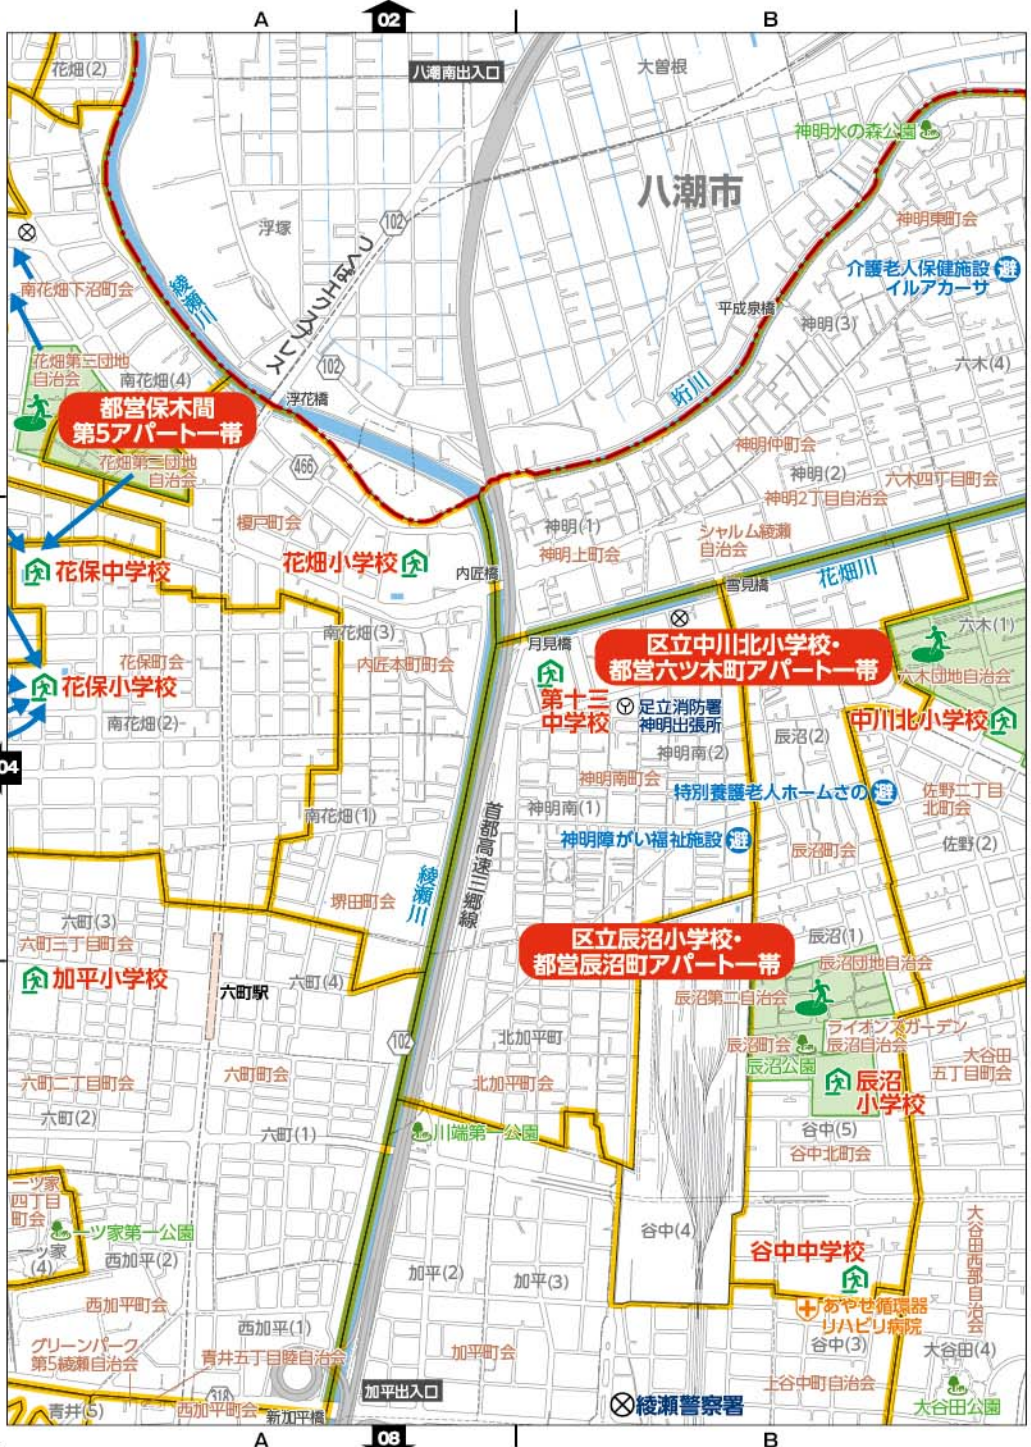 A
02
B
花畑(2)
八潮南出入口
大曽根
神明水の森公園
八潮市
102
浮塚
神明東町会
つくばエクスプレス
介護老人保健施設
イルアカーサ
避
南花畑下沼町会
綾瀬川
平成泉橋
神明(3)
花畑第三団地
自治会
南花畑(4)
102
六木(4)
垳川
浮花橋
都営保木間
第5アパート一帯
花畑第二団地
自治会
神明仲町会
466
神明(2)
六木四丁目町会
神明2丁目自治会
榎戸町会
神明(1)
シャルム綾瀬
自治会
神明上町会
花畑小学校
花保中学校
内匠橋
雪見橋
花畑川
南花畑(3)
月見橋
六木(1)
花保町会
内匠本町町会
区立中川北小学校・
都営六ツ木町アパート一帯
六木団地自治会
花保小学校
第十三
中学校
足立消防署
神明出張所
中川北小学校
南花畑(2)
辰沼(2)
神明南(2)
04
神明南町会
特別養護老人ホームさの
避
佐野二丁目
北町会
南花畑(1)
神明南(1)
首都高速三郷線
神明障がい福祉施設
避
辰沼町会
佐野(2)
綾瀬川
堺田町会
六町(3)
六町三丁目町会
区立辰沼小学校・
都営辰沼町アパート一帯
辰沼(1)
辰沼団地自治会
加平小学校
六町駅
六町(4)
辰沼第二自治会
102
北加平町
ライオンズガーデン
辰沼自治会
辰沼町会
辰沼公園
大谷田
五丁目町会
六町二丁目町会
六町町会
北加平町会
辰沼
小学校
六町(2)
六町(1)
川端第一公園
谷中(5)
谷中北町会
一ツ家
四丁目
町会
一ツ家第一公園
一ツ家
(4)
西加平(2)
谷中(4)
谷中中学校
大谷田西部自治会
加平(2)
加平(3)
西加平町会
あやせ循環器
リハビリ病院
西加平(1)
谷中(3)
グリーンパーク
第5綾瀬自治会
青井五丁目睦自治会
加平町会
大谷田(4)
加平出入口
上谷中町自治会
318
青井(5)
西加平町会
新加平橋
綾瀬警察署
大谷田公園
A
08
B